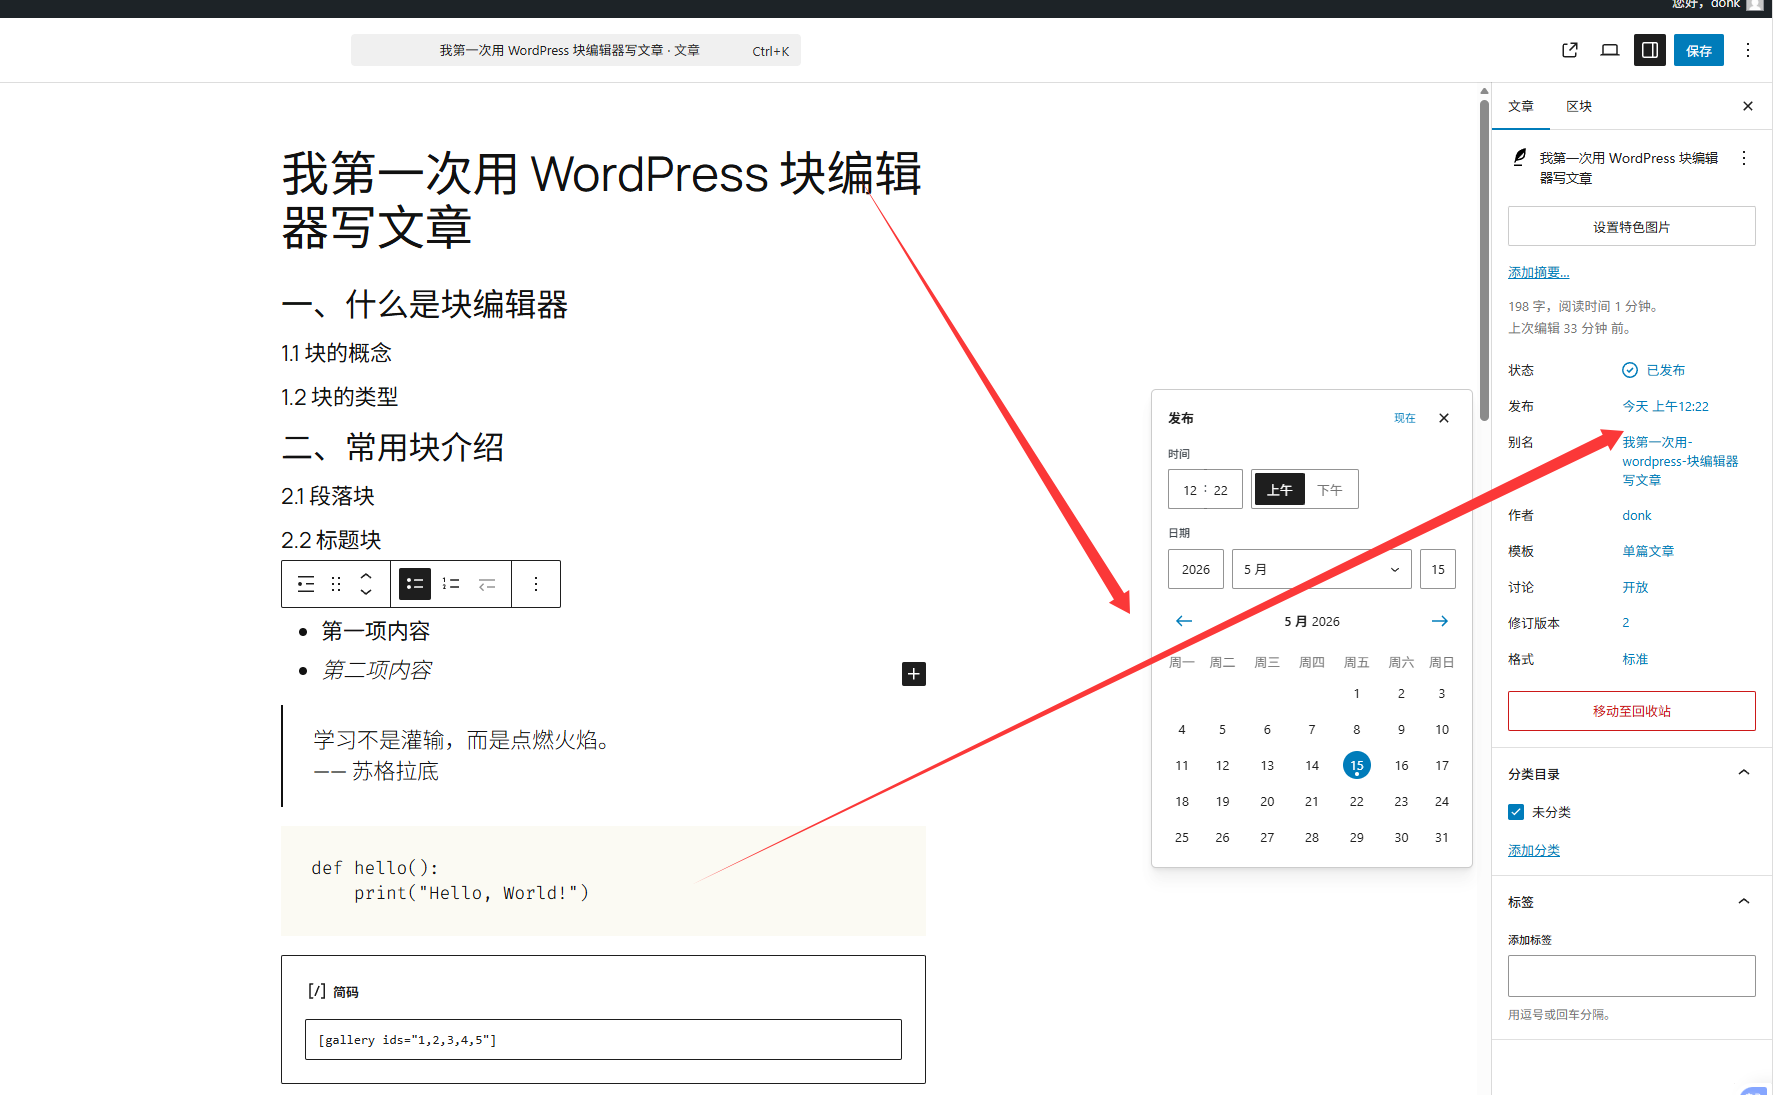 您好，donk
我第一次用 WordPress 块编辑器写文章 · 文章
Ctrl+K
保存
我第一次用 WordPress 块编辑
器写文章
一、什么是块编辑器
1.1 块的概念
1.2 块的类型
二、常用块介绍
2.1 段落块
2.2 标题块
第一项内容
第二项内容
学习不是灌输，而是点燃火焰。
—— 苏格拉底
def hello():
    print("Hello, World!")
[/] 简码
[gallery ids="1,2,3,4,5"]
发布
现在
时间
12 : 22
上午
下午
日期
2026
5 月
15
5 月 2026
周一 周二 周三 周四 周五 周六 周日
1 2 3
4 5 6 7 8 9 10
11 12 13 14 15 16 17
18 19 20 21 22 23 24
25 26 27 28 29 30 31
文章
区块
我第一次用 WordPress 块编辑
器写文章
设置特色图片
添加摘要...
198 字，阅读时间 1 分钟。
上次编辑 33 分钟 前。
状态 已发布
发布 今天 上午12:22
别名 我第一次用-
wordpress-块编辑器
写文章
作者 donk
模板 单篇文章
讨论 开放
修订版本 2
格式 标准
移动至回收站
分类目录
未分类
添加分类
标签
添加标签
用逗号或回车分隔。